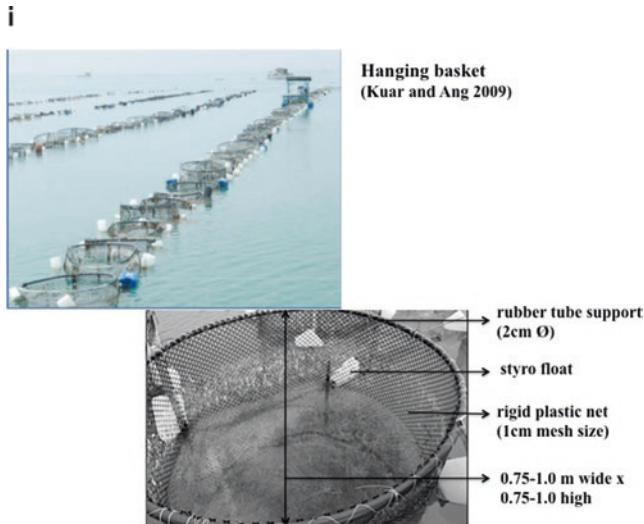 i
Hanging basket
(Kuar and Ang 2009)
rubber tube support
(2cm Ø)
styro float
rigid plastic net
(1cm mesh size)
0.75-1.0 m wide x
0.75-1.0 high